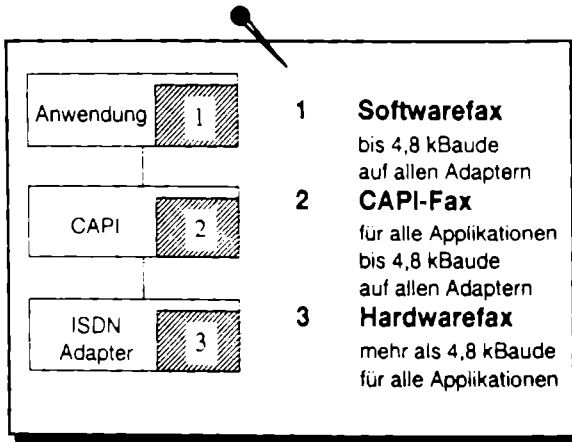 Anwendung 1
CAPI 2
ISDN
Adapter 3
1 Softwarefax
bis 4,8 kBaude
auf allen Adaptern
2 CAPI-Fax
für alle Applikationen
bis 4,8 kBaude
auf allen Adaptern
3 Hardwarefax
mehr als 4,8 kBaude
für alle Applikationen